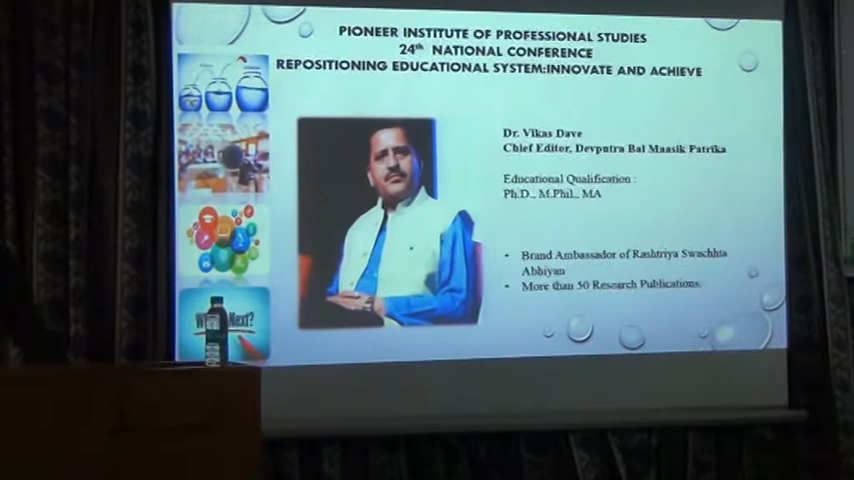 PIONEER INSTITUTE OF PROFESSIONAL STUDIES
24th NATIONAL CONFERENCE
REPOSITIONING EDUCATIONAL SYSTEM:INNOVATE AND ACHIEVE
Dr. Vikas Dave
Chief Editor, Devputra Bal Maasik Patrika
Educational Qualification :
Ph.D., M.Phil., MA
• Brand Ambassador of Rashtriya Swachhta
Abhiyan
• More than 50 Research Publications.
Next?